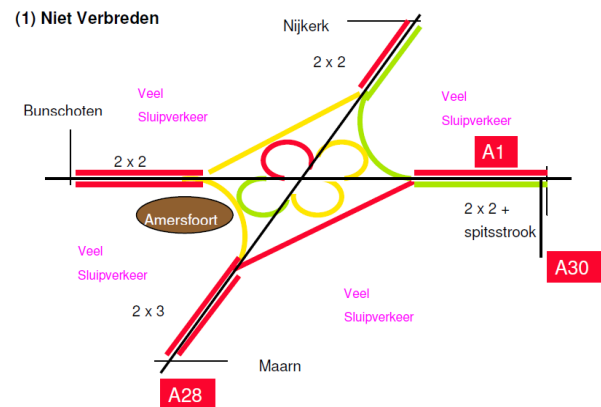 (1) Niet Verbreden
Nijkerk
2 x 2
Veel
Sluipverkeer
Veel
Sluipverkeer
Bunschoten
2 x 2
A1
Amersfoort
2 x 2 +
spitsstrook
A30
Veel
Sluipverkeer
Veel
Sluipverkeer
2 x 3
Maarn
A28